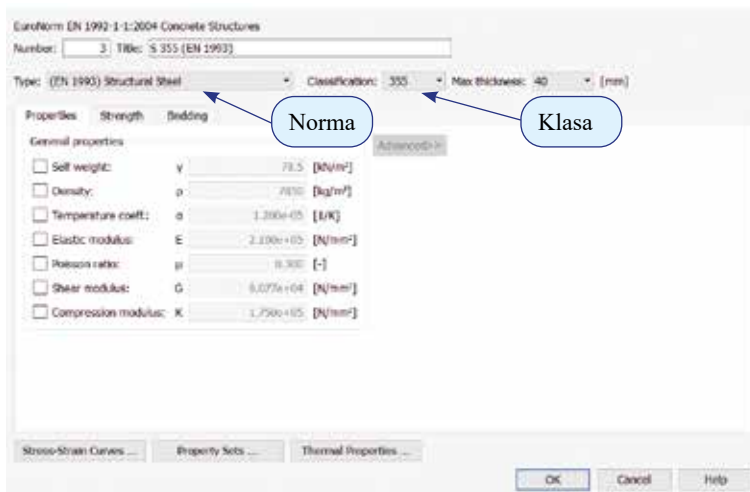 EuroNorm EN 1992-1-1:2004 Concrete Structures
Number: 3 Title: S 355 (EN 1993)
Type: (EN 1993) Structural Steel Classification: 355 Max thickness: 40 [mm]
Norma Klasa
Properties Strength Bedding
General properties Advanced>>
Self weight: γ 78.5 [kN/m³]
Density: ρ 7850 [kg/m³]
Temperature coeff.: α 1.200e-05 [1/K]
Elastic modulus: E 2.100e+05 [N/mm²]
Poisson ratio: μ 0.300 [-]
Shear modulus: G 8.077e+04 [N/mm²]
Compression modulus: K 1.750e+05 [N/mm²]
Stress-Strain Curves ... Property Sets ... Thermal Properties ...
OK Cancel Help